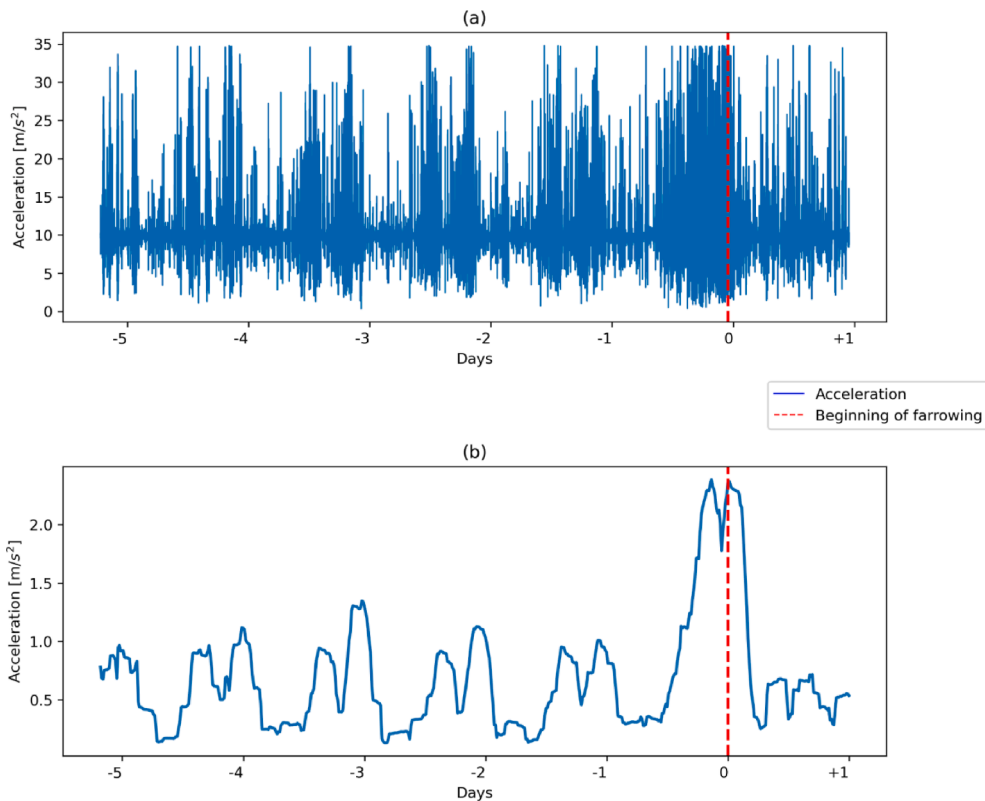 (a)
Acceleration [m/s²]
35
30
25
20
15
10
5
0
-5 -4 -3 -2 -1 0 +1
Days
Acceleration
Beginning of farrowing
(b)
Acceleration [m/s²]
2.0
1.5
1.0
0.5
-5 -4 -3 -2 -1 0 +1
Days